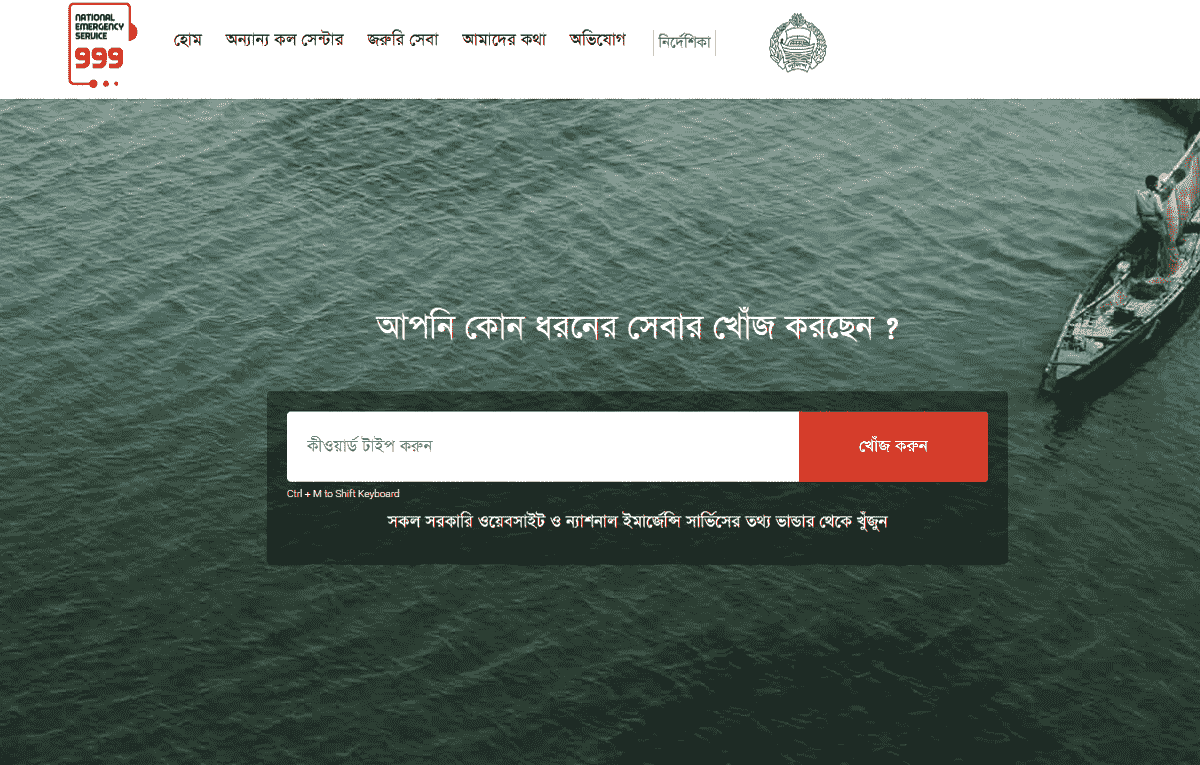 NATIONAL
EMERGENCY
SERVICE
999
হোম অন্যান্য কল সেন্টার জরুরি সেবা আমাদের কথা অভিযোগ নির্দেশিকা
আপনি কোন ধরনের সেবার খোঁজ করছেন ?
কীওয়ার্ড টাইপ করুন খোঁজ করুন
Ctrl + M to Shift Keyboard
সকল সরকারি ওয়েবসাইট ও ন্যাশনাল ইমার্জেন্সি সার্ভিসের তথ্য ভান্ডার থেকে খুঁজুন